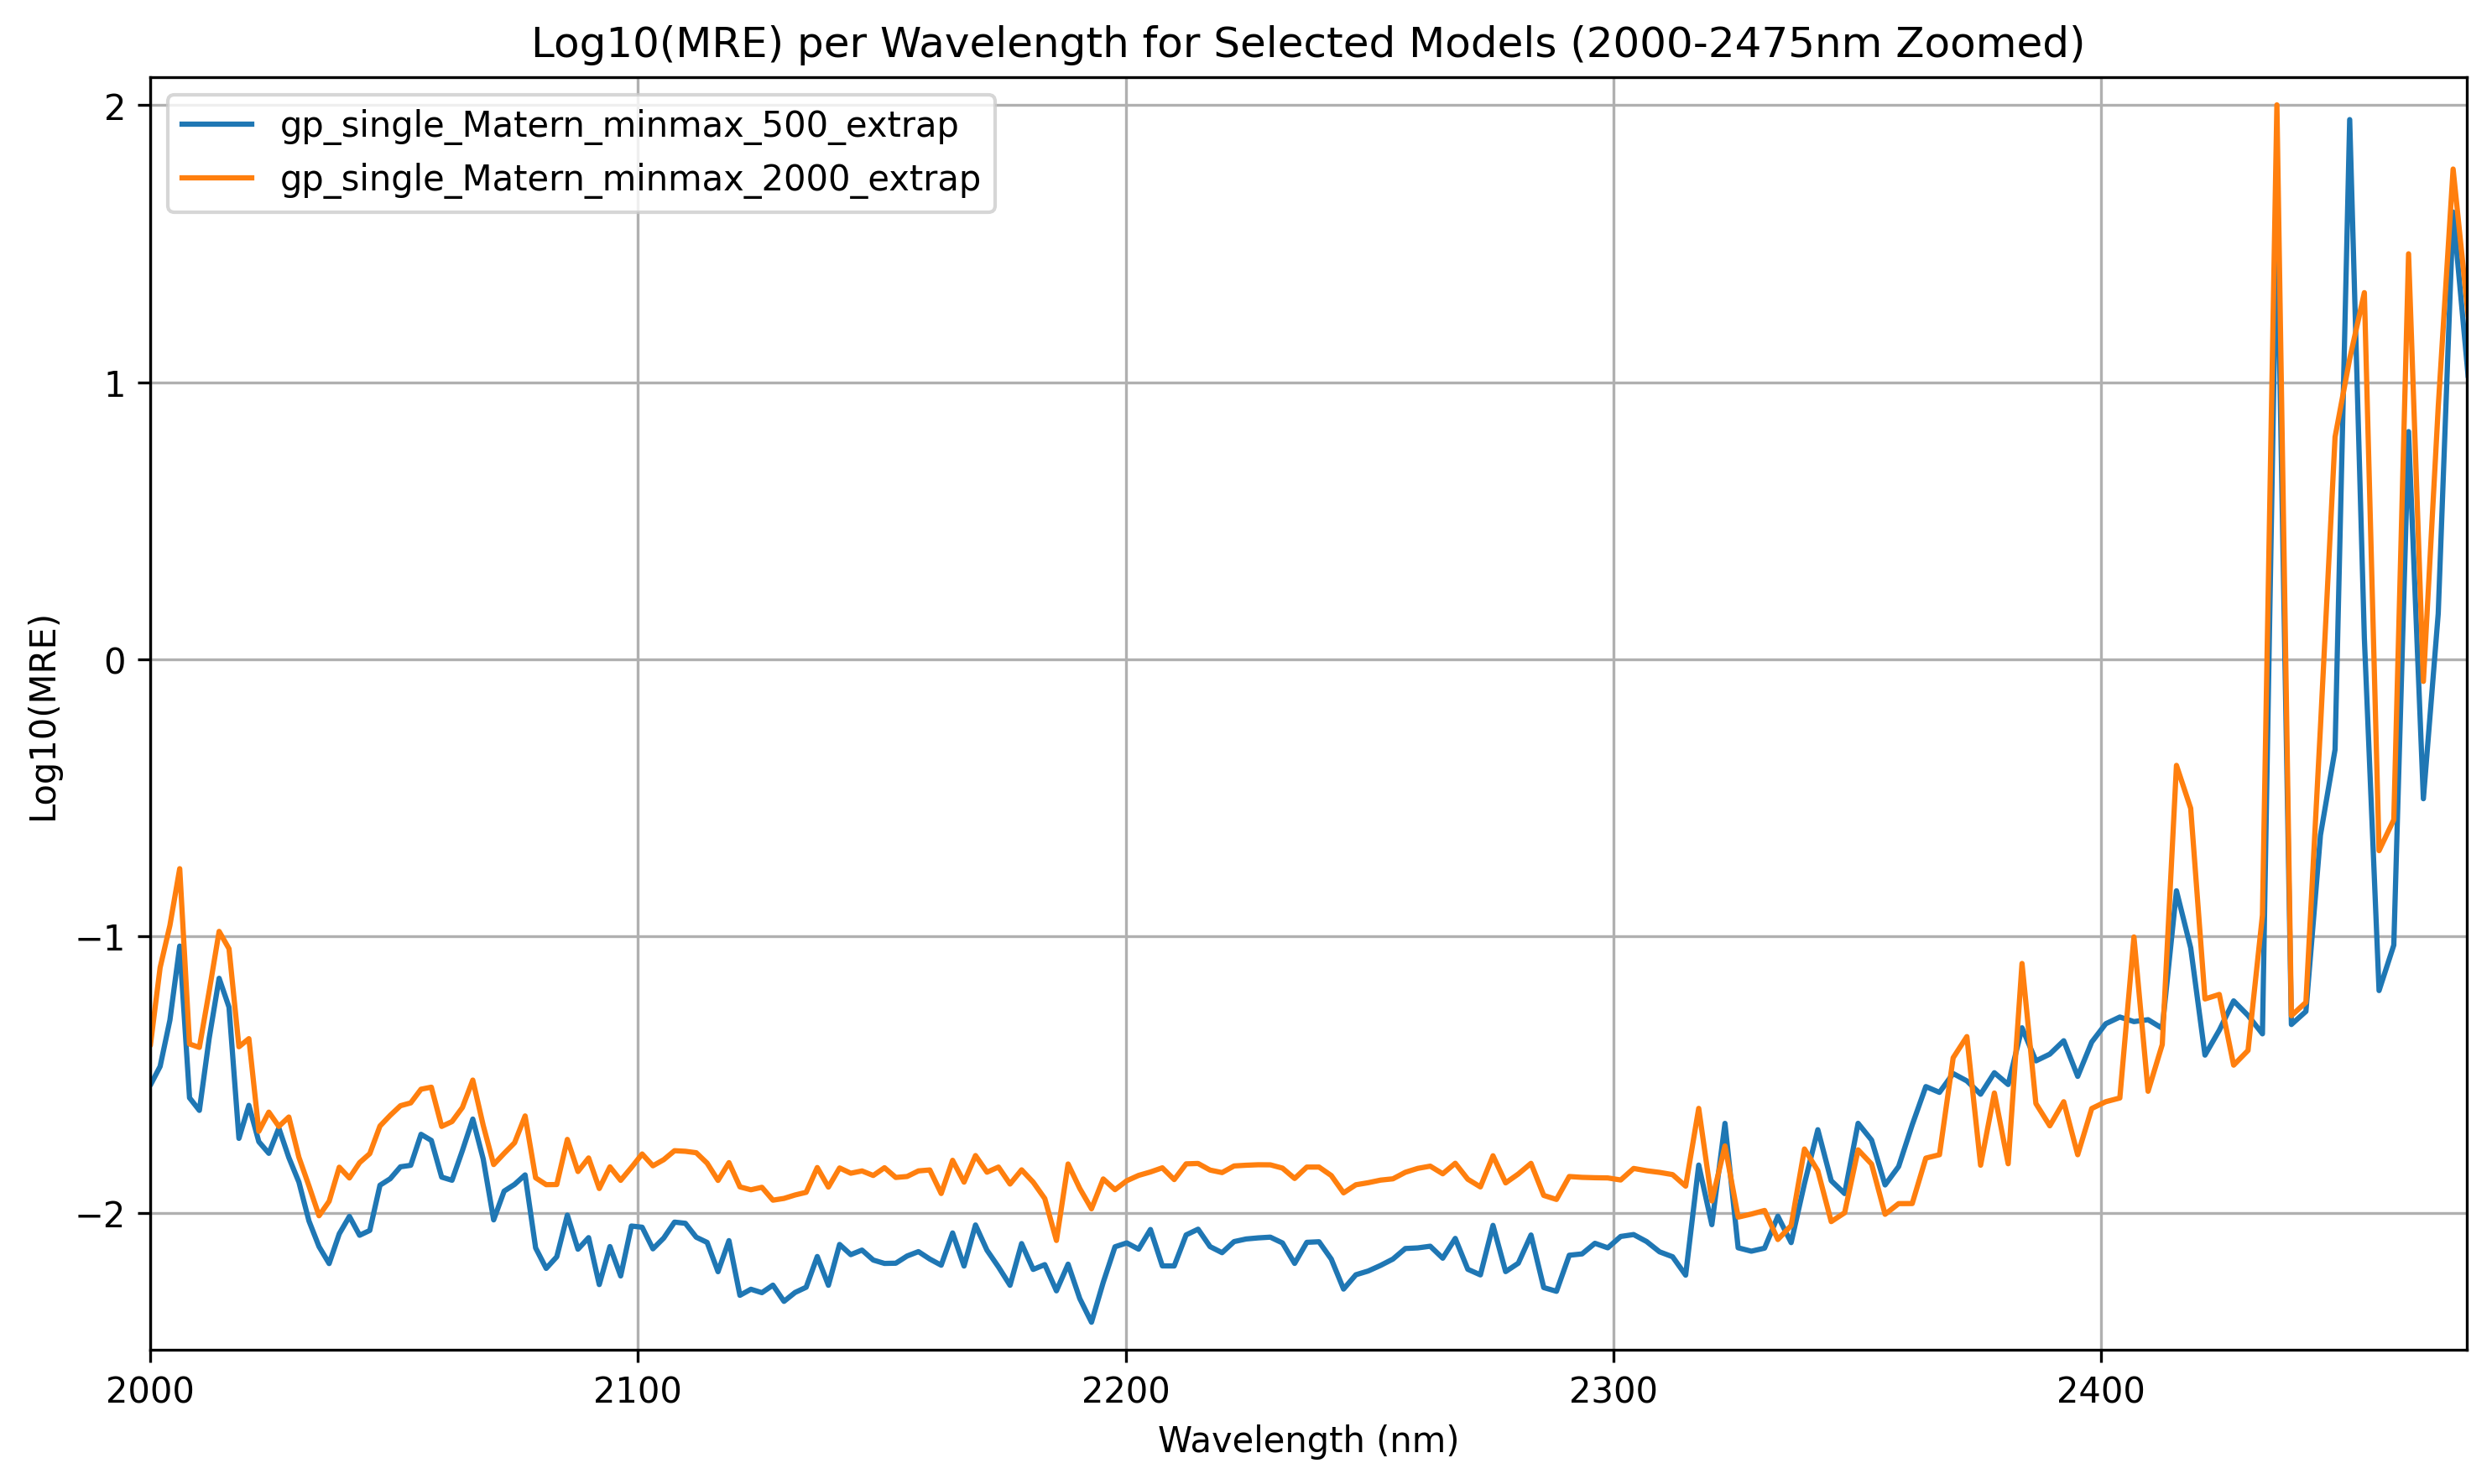 Log10(MRE) per Wavelength for Selected Models (2000-2475nm Zoomed)
gp_single_Matern_minmax_500_extrap
gp_single_Matern_minmax_2000_extrap
2
1
0
−1
−2
Log10(MRE)
2000 2100 2200 2300 2400
Wavelength (nm)